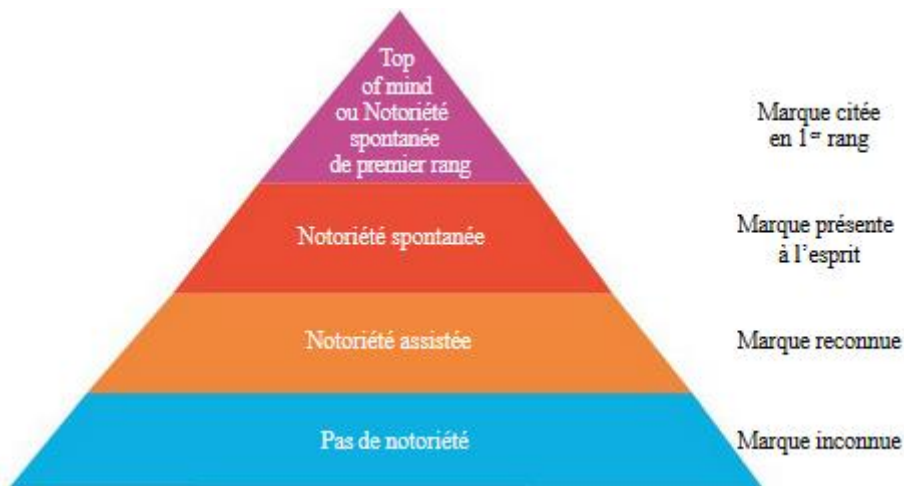 Top
of mind
ou Notoriété
spontanée
de premier rang
Marque citée
en 1er rang
Notoriété spontanée
Marque présente
à l’esprit
Notoriété assistée
Marque reconnue
Pas de notoriété
Marque inconnue